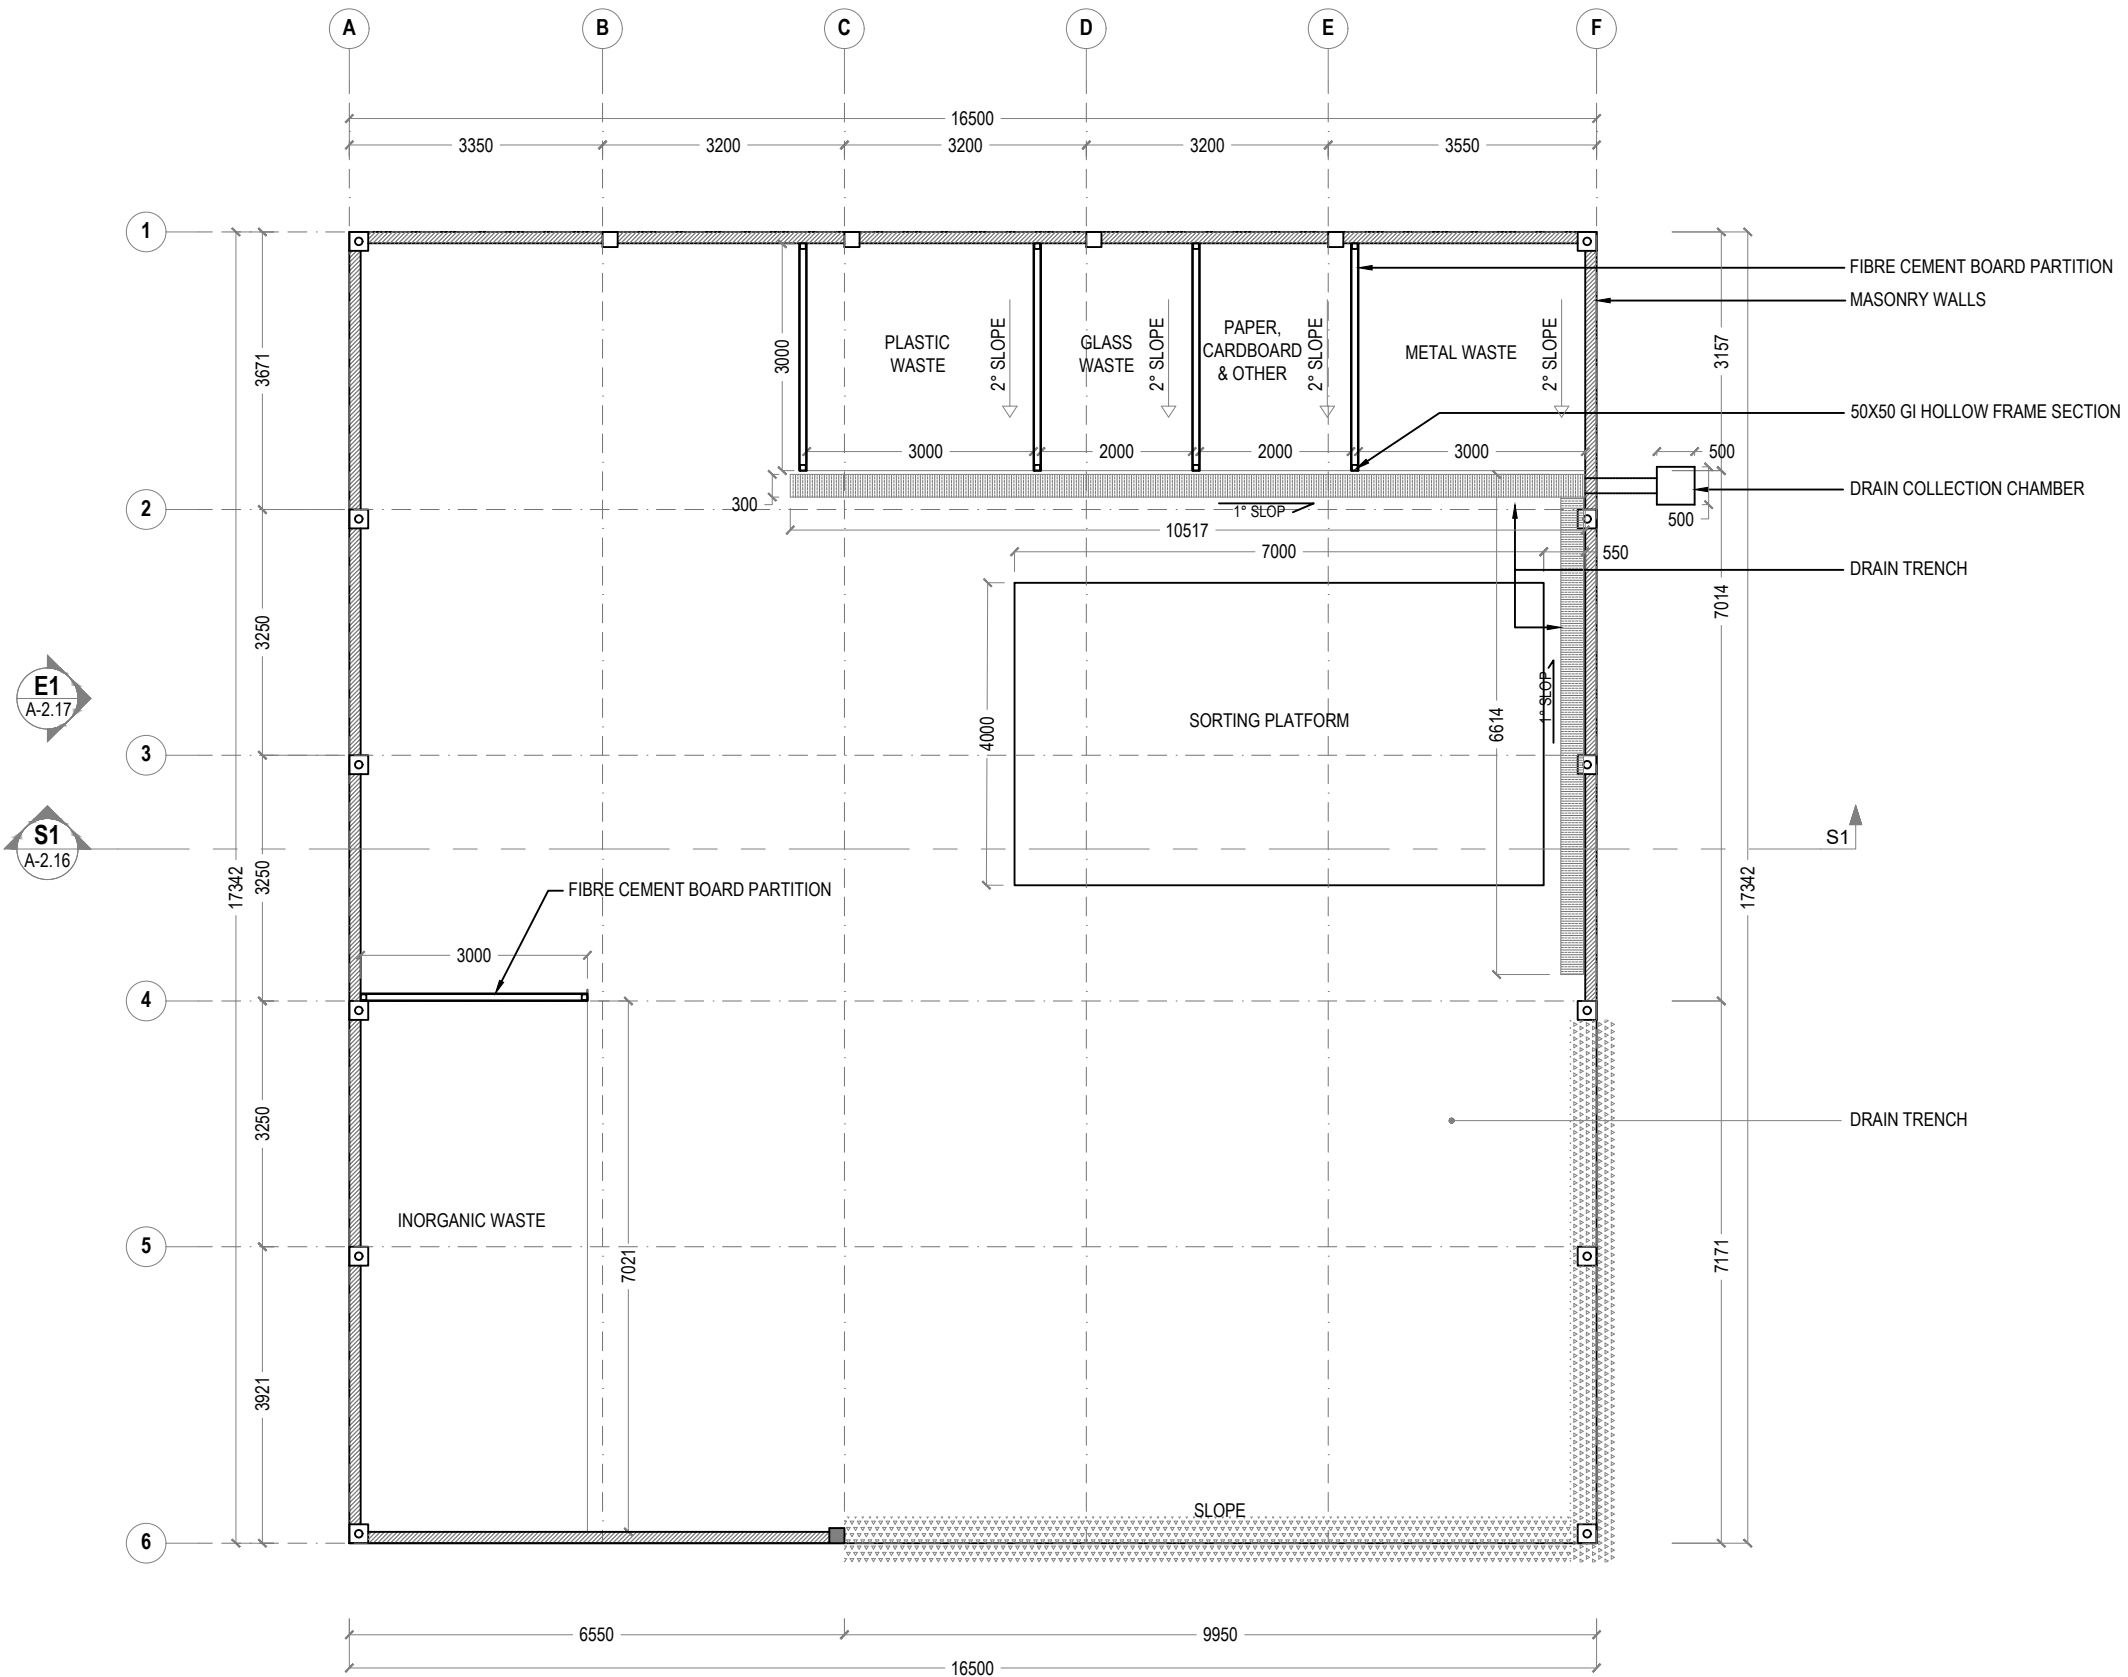 A
B
C
D
E
F
16500
3350
3200
3200
3200
3550
1
FIBRE CEMENT BOARD PARTITION
MASONRY WALLS
3671
3000
PLASTIC
WASTE
2° SLOPE
GLASS
WASTE
2° SLOPE
PAPER,
CARDBOARD
& OTHER
2° SLOPE
METAL WASTE
2° SLOPE
3157
50X50 GI HOLLOW FRAME SECTION
3000
2000
2000
3000
500
DRAIN COLLECTION CHAMBER
300
2
1° SLOP
500
10517
7000
550
DRAIN TRENCH
7014
3250
E1
A-2.17
4000
SORTING PLATFORM
6614
1° SLOP
3
S1
A-2.16
S1
17342
3250
FIBRE CEMENT BOARD PARTITION
17342
3000
4
3250
DRAIN TRENCH
INORGANIC WASTE
5
7021
7171
3921
SLOPE
6
6550
9950
16500